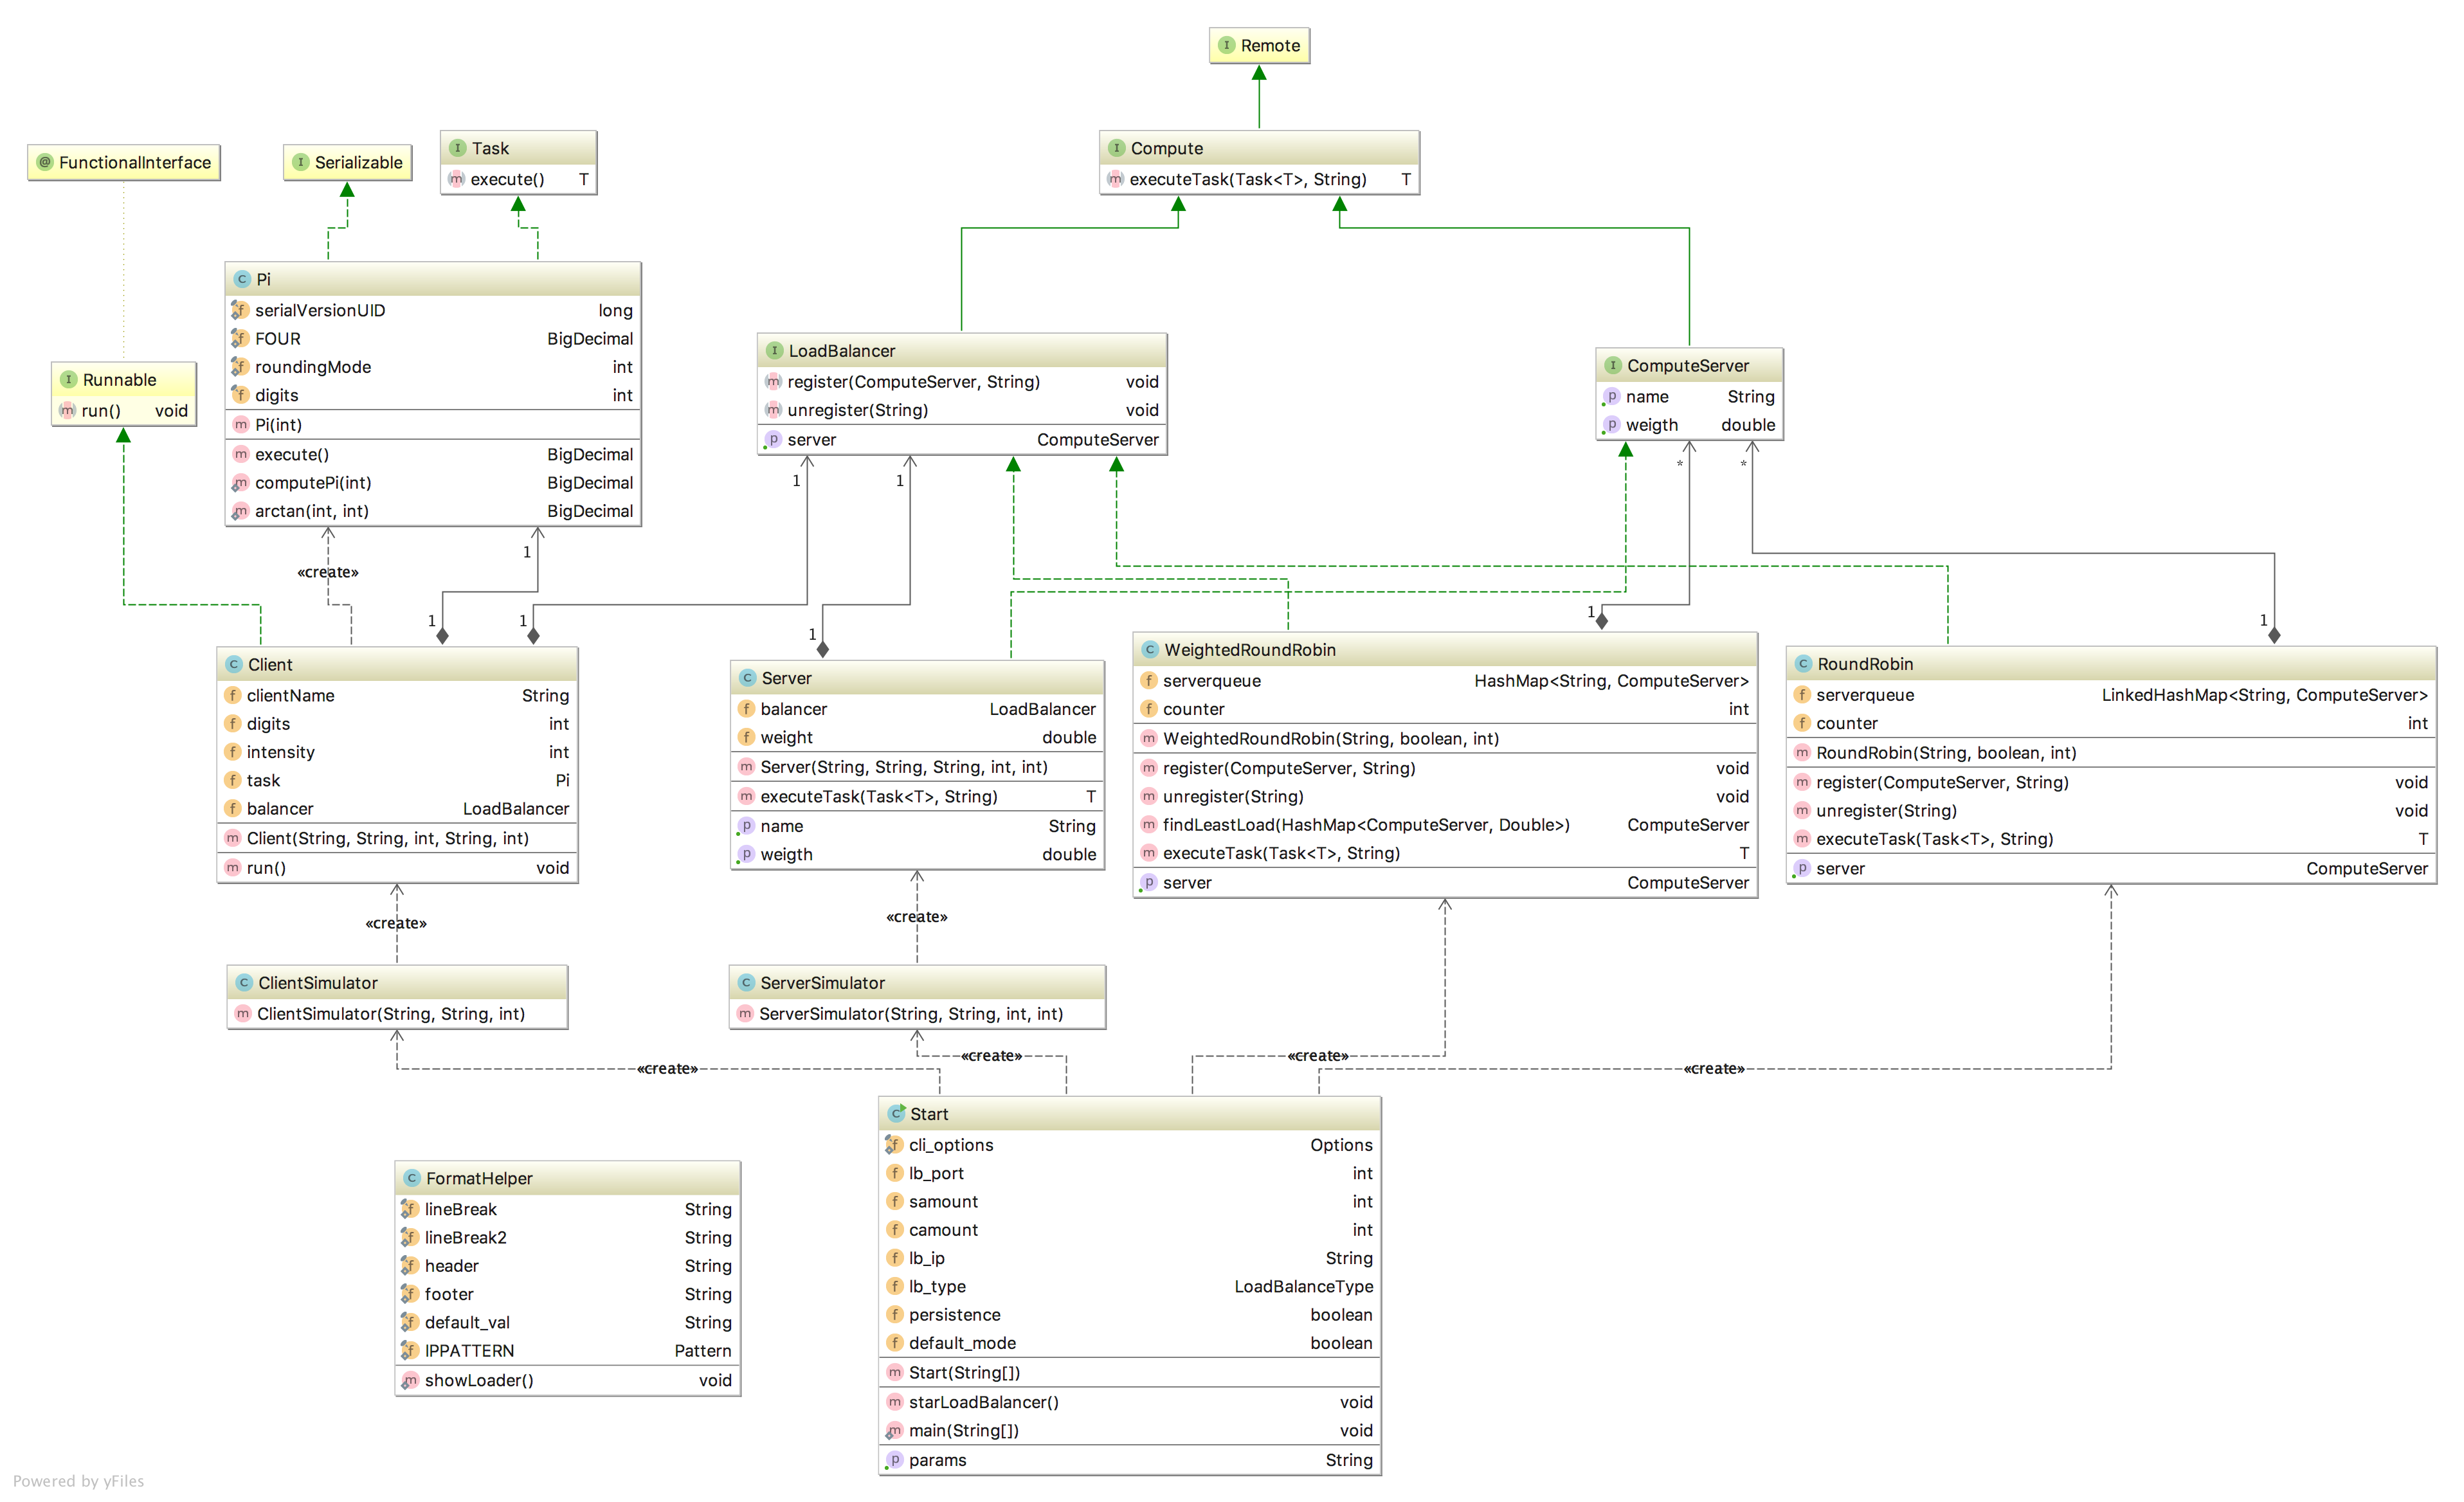 Remote
Compute
executeTask(Task<T>, String) T
FunctionalInterface
Serializable
Task
execute() T
Pi
serialVersionUID long
FOUR BigDecimal
roundingMode int
digits int
Pi(int)
execute() BigDecimal
computePi(int) BigDecimal
arctan(int, int) BigDecimal
Runnable
run() void
LoadBalancer
register(ComputeServer, String) void
unregister(String) void
server ComputeServer
ComputeServer
name String
weigth double
1
1
*
*
1
«create»
1
1
1
1
1
Client
clientName String
digits int
intensity int
task Pi
balancer LoadBalancer
Client(String, String, int, String, int)
run() void
Server
balancer LoadBalancer
weight double
Server(String, String, String, int, int)
executeTask(Task<T>, String) T
name String
weigth double
WeightedRoundRobin
serverqueue HashMap<String, ComputeServer>
counter int
WeightedRoundRobin(String, boolean, int)
register(ComputeServer, String) void
unregister(String) void
findLeastLoad(HashMap<ComputeServer, Double>) ComputeServer
executeTask(Task<T>, String) T
server ComputeServer
RoundRobin
serverqueue LinkedHashMap<String, ComputeServer>
counter int
RoundRobin(String, boolean, int)
register(ComputeServer, String) void
unregister(String) void
executeTask(Task<T>, String) T
server ComputeServer
«create»
«create»
ClientSimulator
ClientSimulator(String, String, int)
ServerSimulator
ServerSimulator(String, String, int, int)
«create»
«create»
«create»
«create»
Start
cli_options Options
lb_port int
samount int
camount int
lb_ip String
lb_type LoadBalanceType
persistence boolean
default_mode boolean
Start(String[])
starLoadBalancer() void
main(String[]) void
params String
FormatHelper
lineBreak String
lineBreak2 String
header String
footer String
default_val String
IPPATTERN Pattern
showLoader() void
Powered by yFiles